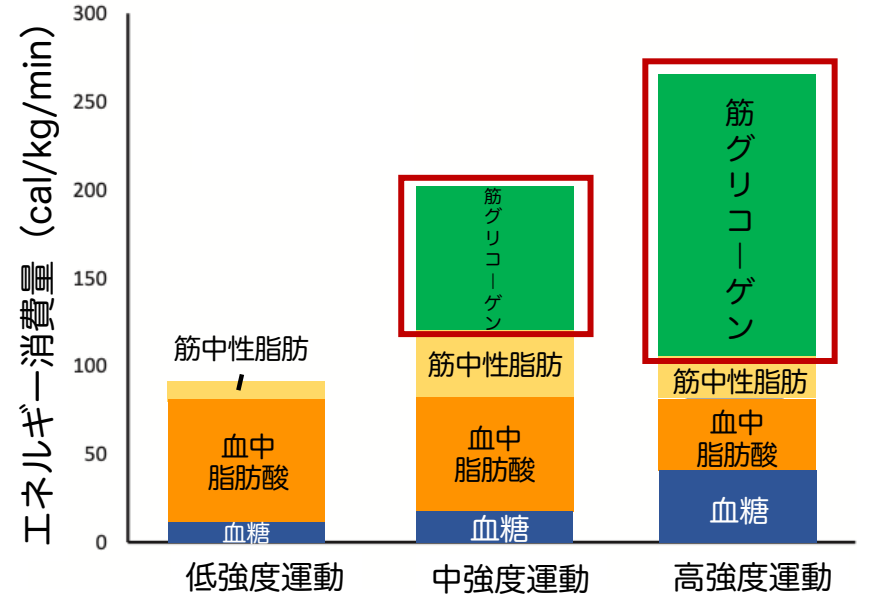 エネルギー消費量（cal/kg/min）
300
250
200
150
100
50
0
筋中性脂肪
血中
脂肪酸
血糖
低強度運動
筋グリコーゲン
筋中性脂肪
血中
脂肪酸
血糖
中強度運動
筋グリコーゲン
筋中性脂肪
血中
脂肪酸
血糖
高強度運動